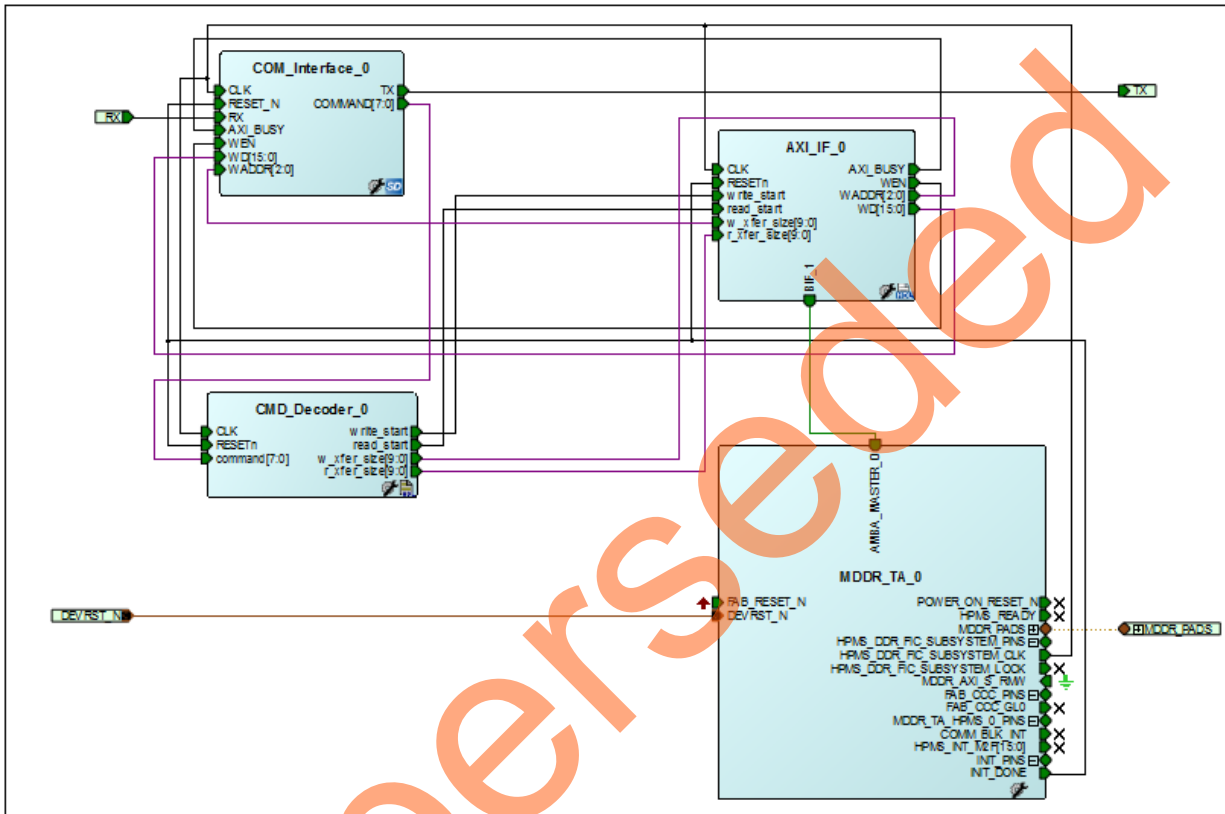 COM_Interface_0
CLK
RESET_N
RX
AXI_BUSY
WEN
WD[15:0]
WADDR[2:0]
TX
COMMAND[7:0]
SD
RX
TX
AXI_IF_0
CLK
RESETn
write_start
read_start
w_xfer_size[9:0]
r_xfer_size[9:0]
AXI_BUSY
WEN
WADDR[2:0]
WD[15:0]
BIF_1
HDL
CMD_Decoder_0
CLK
RESETn
command[7:0]
write_start
read_start
w_xfer_size[9:0]
r_xfer_size[9:0]
AMBA_MASTER_0
MDDR_TA_0
DEVRST_N
FAB_RESET_N
DEVRST_N
POWER_ON_RESET_N
HPMS_READY
MDDR_PADS
HPMS_DDR_FIC_SUBSYSTEM_PINS
HPMS_DDR_FIC_SUBSYSTEM_CLK
HPMS_DDR_FIC_SUBSYSTEM_LOCK
MDDR_AXI_S_RMW
FAB_CCC_PINS
FAB_CCC_GL0
MDDR_TA_HPMS_0_PINS
COMM_BLK_INT
HPMS_INT_M2F[15:0]
INIT_PINS
INIT_DONE
MDDR_PADS
perseded